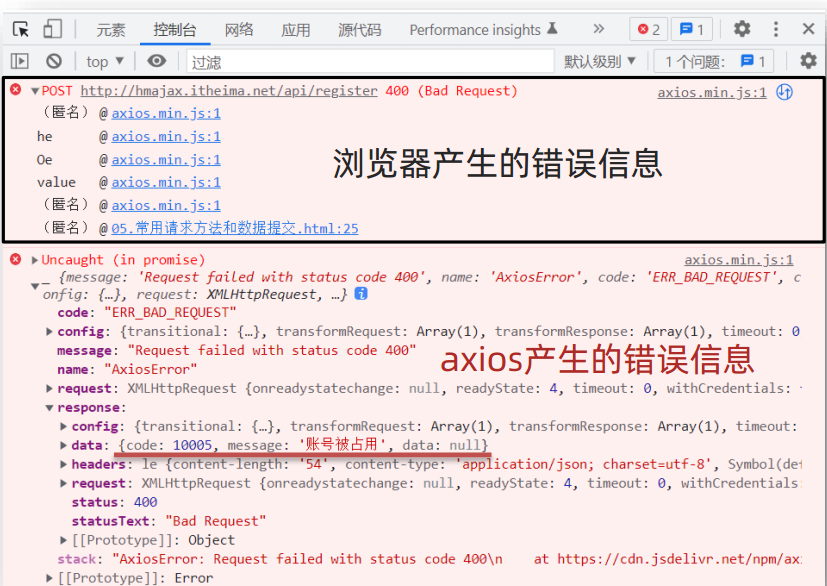 元素 控制台 网络 应用 源代码 Performance insights » 2 1
top ▼ 过滤 默认级别 ▼ 1 个问题: 1
▼POST http://hmajax.itheima.net/api/register 400 (Bad Request) axios.min.js:1
(匿名) @ axios.min.js:1
he @ axios.min.js:1
Oe @ axios.min.js:1
value @ axios.min.js:1
(匿名) @ axios.min.js:1
(匿名) @ 05.常用请求方法和数据提交.html:25
浏览器产生的错误信息
▶Uncaught (in promise) axios.min.js:1
▼_ {message: 'Request failed with status code 400', name: 'AxiosError', code: 'ERR_BAD_REQUEST', c
onfig: {…}, request: XMLHttpRequest, …}
code: "ERR_BAD_REQUEST"
▶config: {transitional: {…}, transformRequest: Array(1), transformResponse: Array(1), timeout: 0
message: "Request failed with status code 400"
axios产生的错误信息
name: "AxiosError"
▶request: XMLHttpRequest {onreadystatechange: null, readyState: 4, timeout: 0, withCredentials:
▼response:
▶config: {transitional: {…}, transformRequest: Array(1), transformResponse: Array(1), timeout:
▶data: {code: 10005, message: '账号被占用', data: null}
▶headers: le {content-length: '54', content-type: 'application/json; charset=utf-8', Symbol(def
▶request: XMLHttpRequest {onreadystatechange: null, readyState: 4, timeout: 0, withCredentials:
status: 400
statusText: "Bad Request"
▶[[Prototype]]: Object
stack: "AxiosError: Request failed with status code 400\n    at https://cdn.jsdelivr.net/npm/ax
▶[[Prototype]]: Error